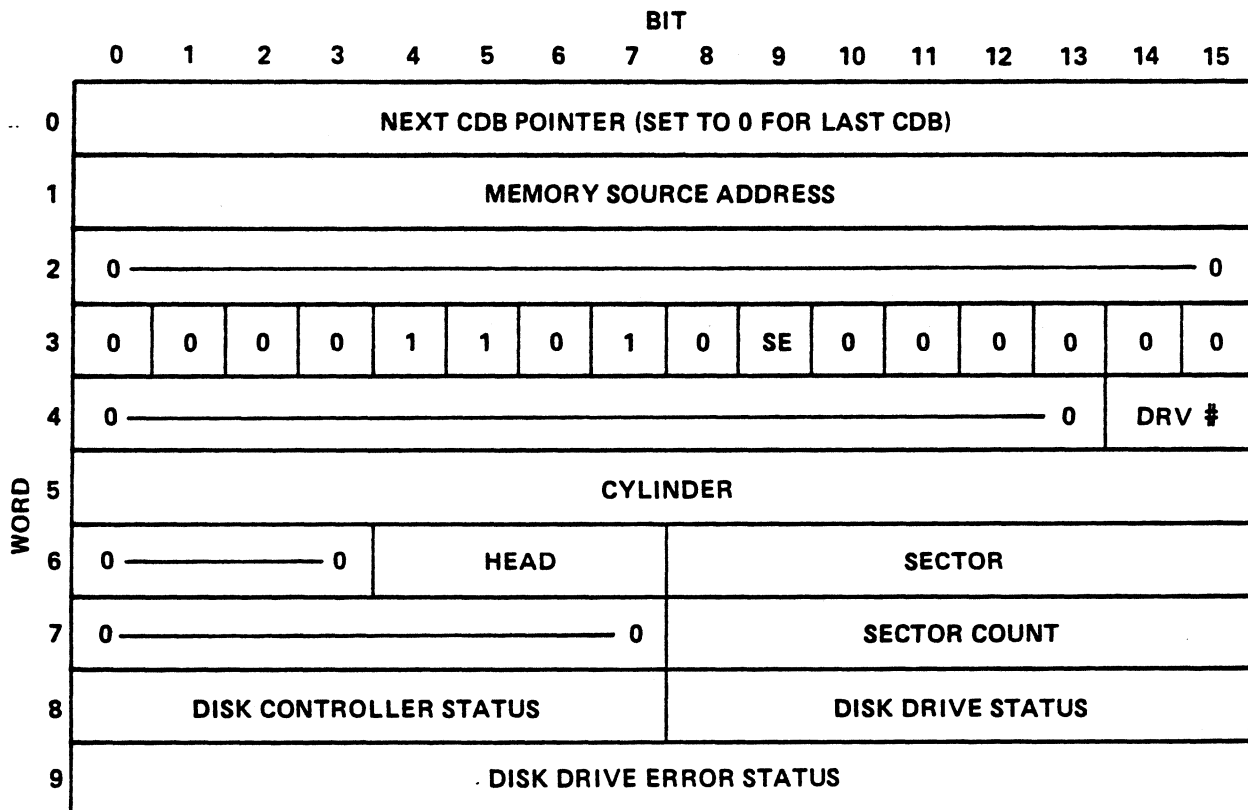 BIT
0 1 2 3 4 5 6 7 8 9 10 11 12 13 14 15
0 NEXT CDB POINTER (SET TO 0 FOR LAST CDB)
1 MEMORY SOURCE ADDRESS
2 0 0
3 0 0 0 0 1 1 0 1 0 SE 0 0 0 0 0 0
4 0 0 DRV #
WORD
5 CYLINDER
6 0 0 HEAD SECTOR
7 0 0 SECTOR COUNT
8 DISK CONTROLLER STATUS DISK DRIVE STATUS
9 DISK DRIVE ERROR STATUS